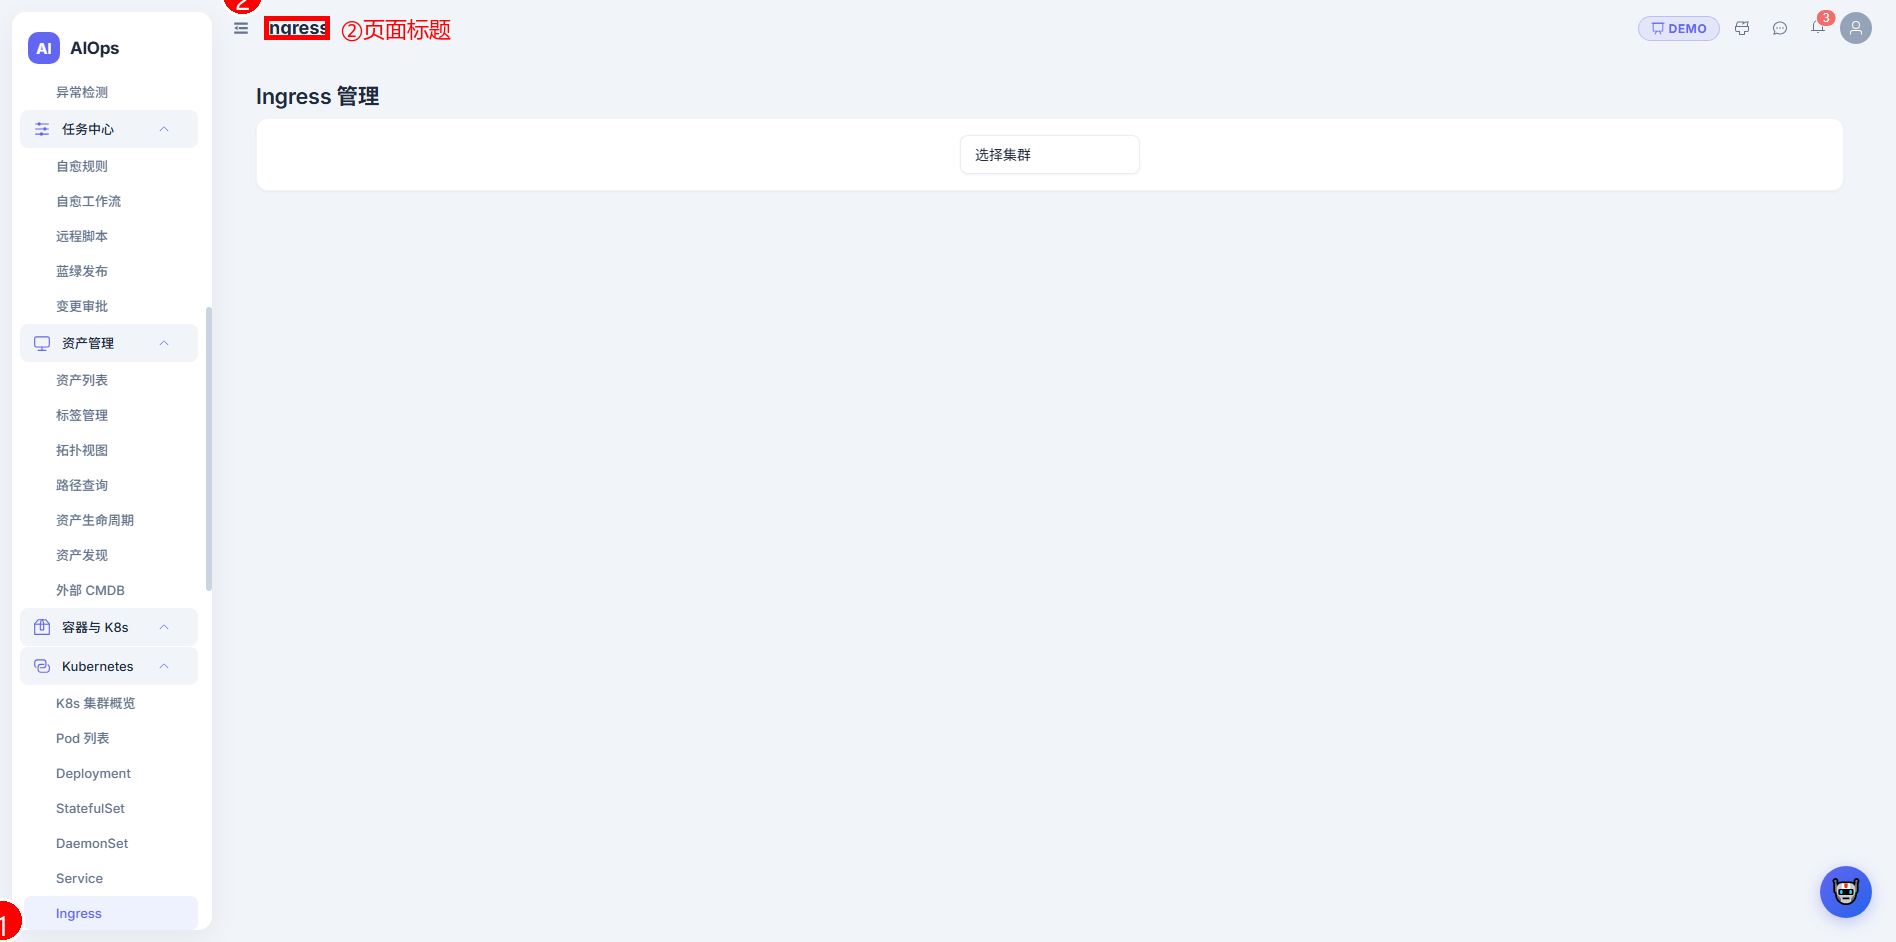 AI AIOps
异常检测
任务中心
自愈规则
自愈工作流
远程脚本
蓝绿发布
变更审批
资产管理
资产列表
标签管理
拓扑视图
路径查询
资产生命周期
资产发现
外部 CMDB
容器与 K8s
Kubernetes
K8s 集群概览
Pod 列表
Deployment
StatefulSet
DaemonSet
Service
Ingress
1
2
Ingress ②页面标题
DEMO
3
Ingress 管理
选择集群